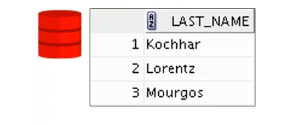 LAST_NAME
1 Kochhar
2 Lorentz
3 Mourgos